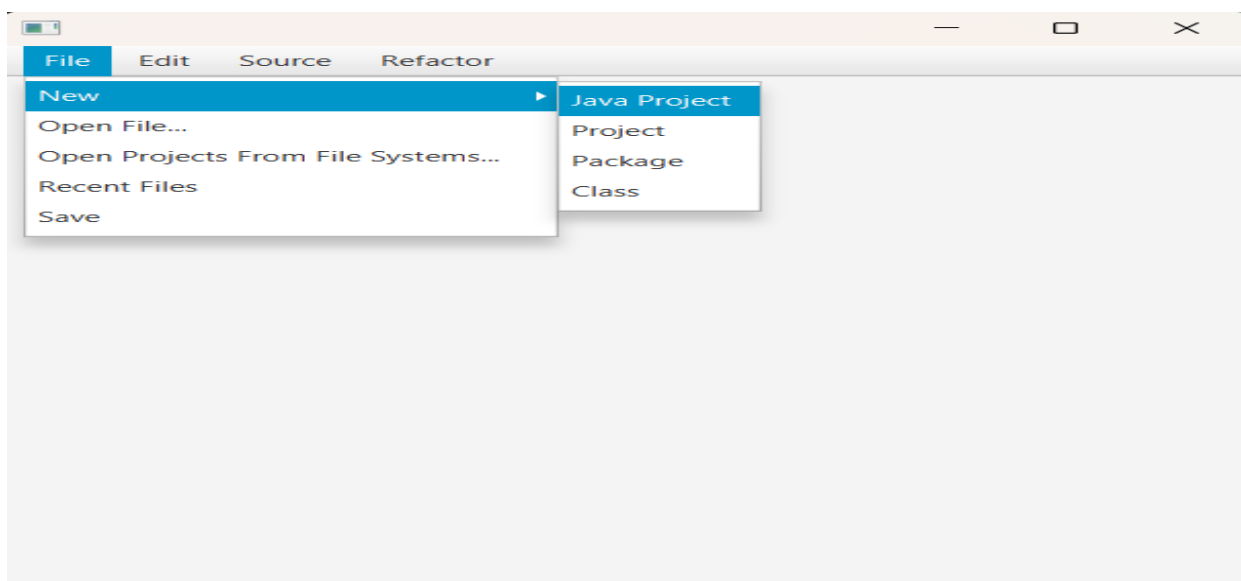 File Edit Source Refactor
New
Open File...
Open Projects From File Systems...
Recent Files
Save
Java Project
Project
Package
Class